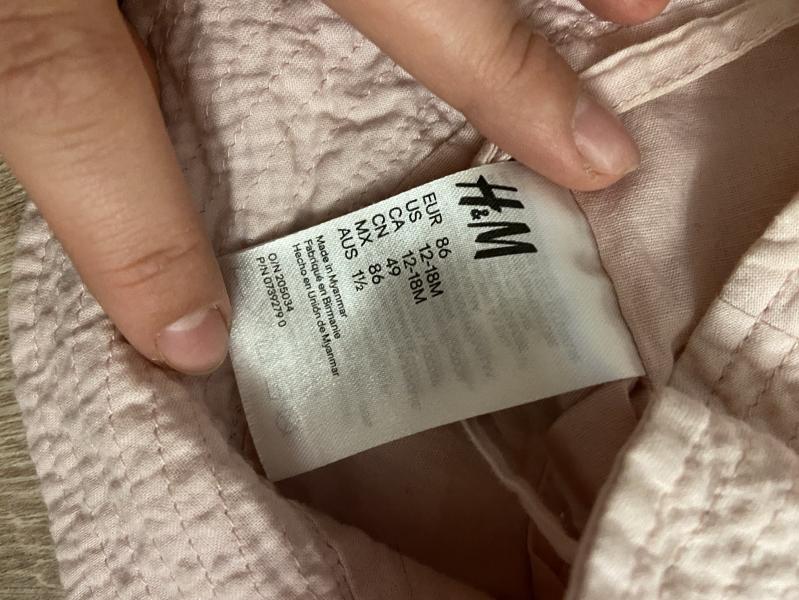 H&M
EUR 86
US 12-18M
CA 12-18M
CN 49
MX 86
AUS 1½
Made in Myanmar
Fabriqué en Birmanie
Hecho en Unión de Myanmar
O/N 205034
P/N 0739279 0